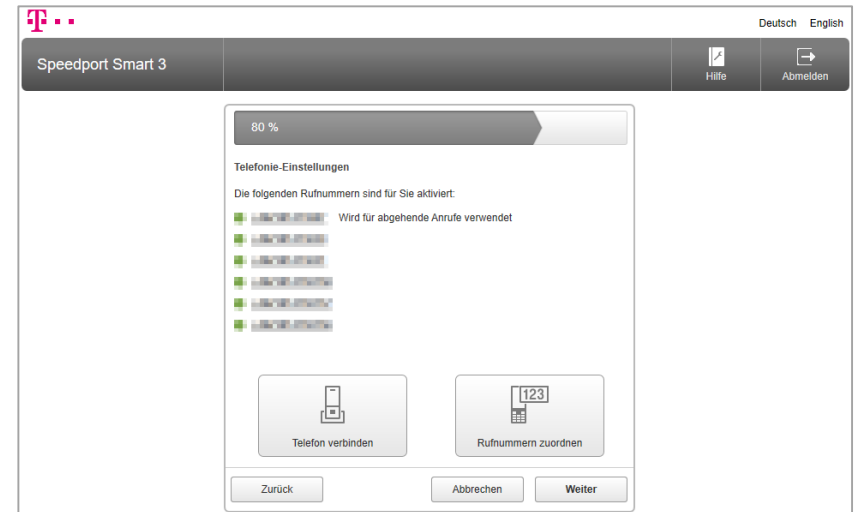 T
Deutsch English
Speedport Smart 3
Hilfe
Abmelden
80 %
Telefonie-Einstellungen
Die folgenden Rufnummern sind für Sie aktiviert:
Wird für abgehende Anrufe verwendet
123
Telefon verbinden
Rufnummern zuordnen
Zurück
Abbrechen
Weiter